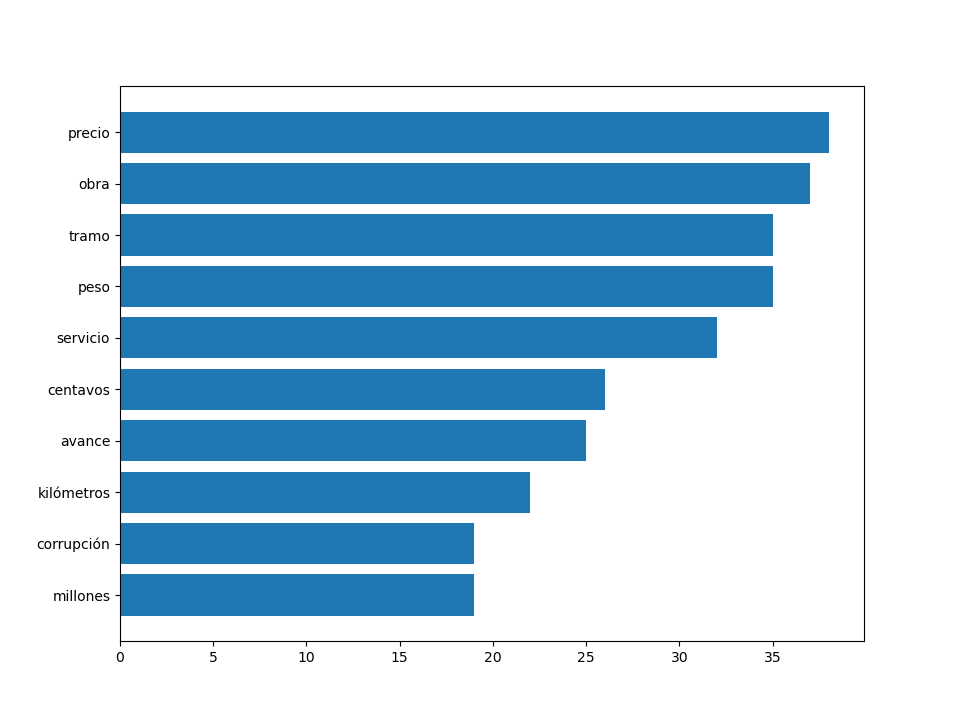 precio
obra
tramo
peso
servicio
centavos
avance
kilómetros
corrupción
millones
0 5 10 15 20 25 30 35